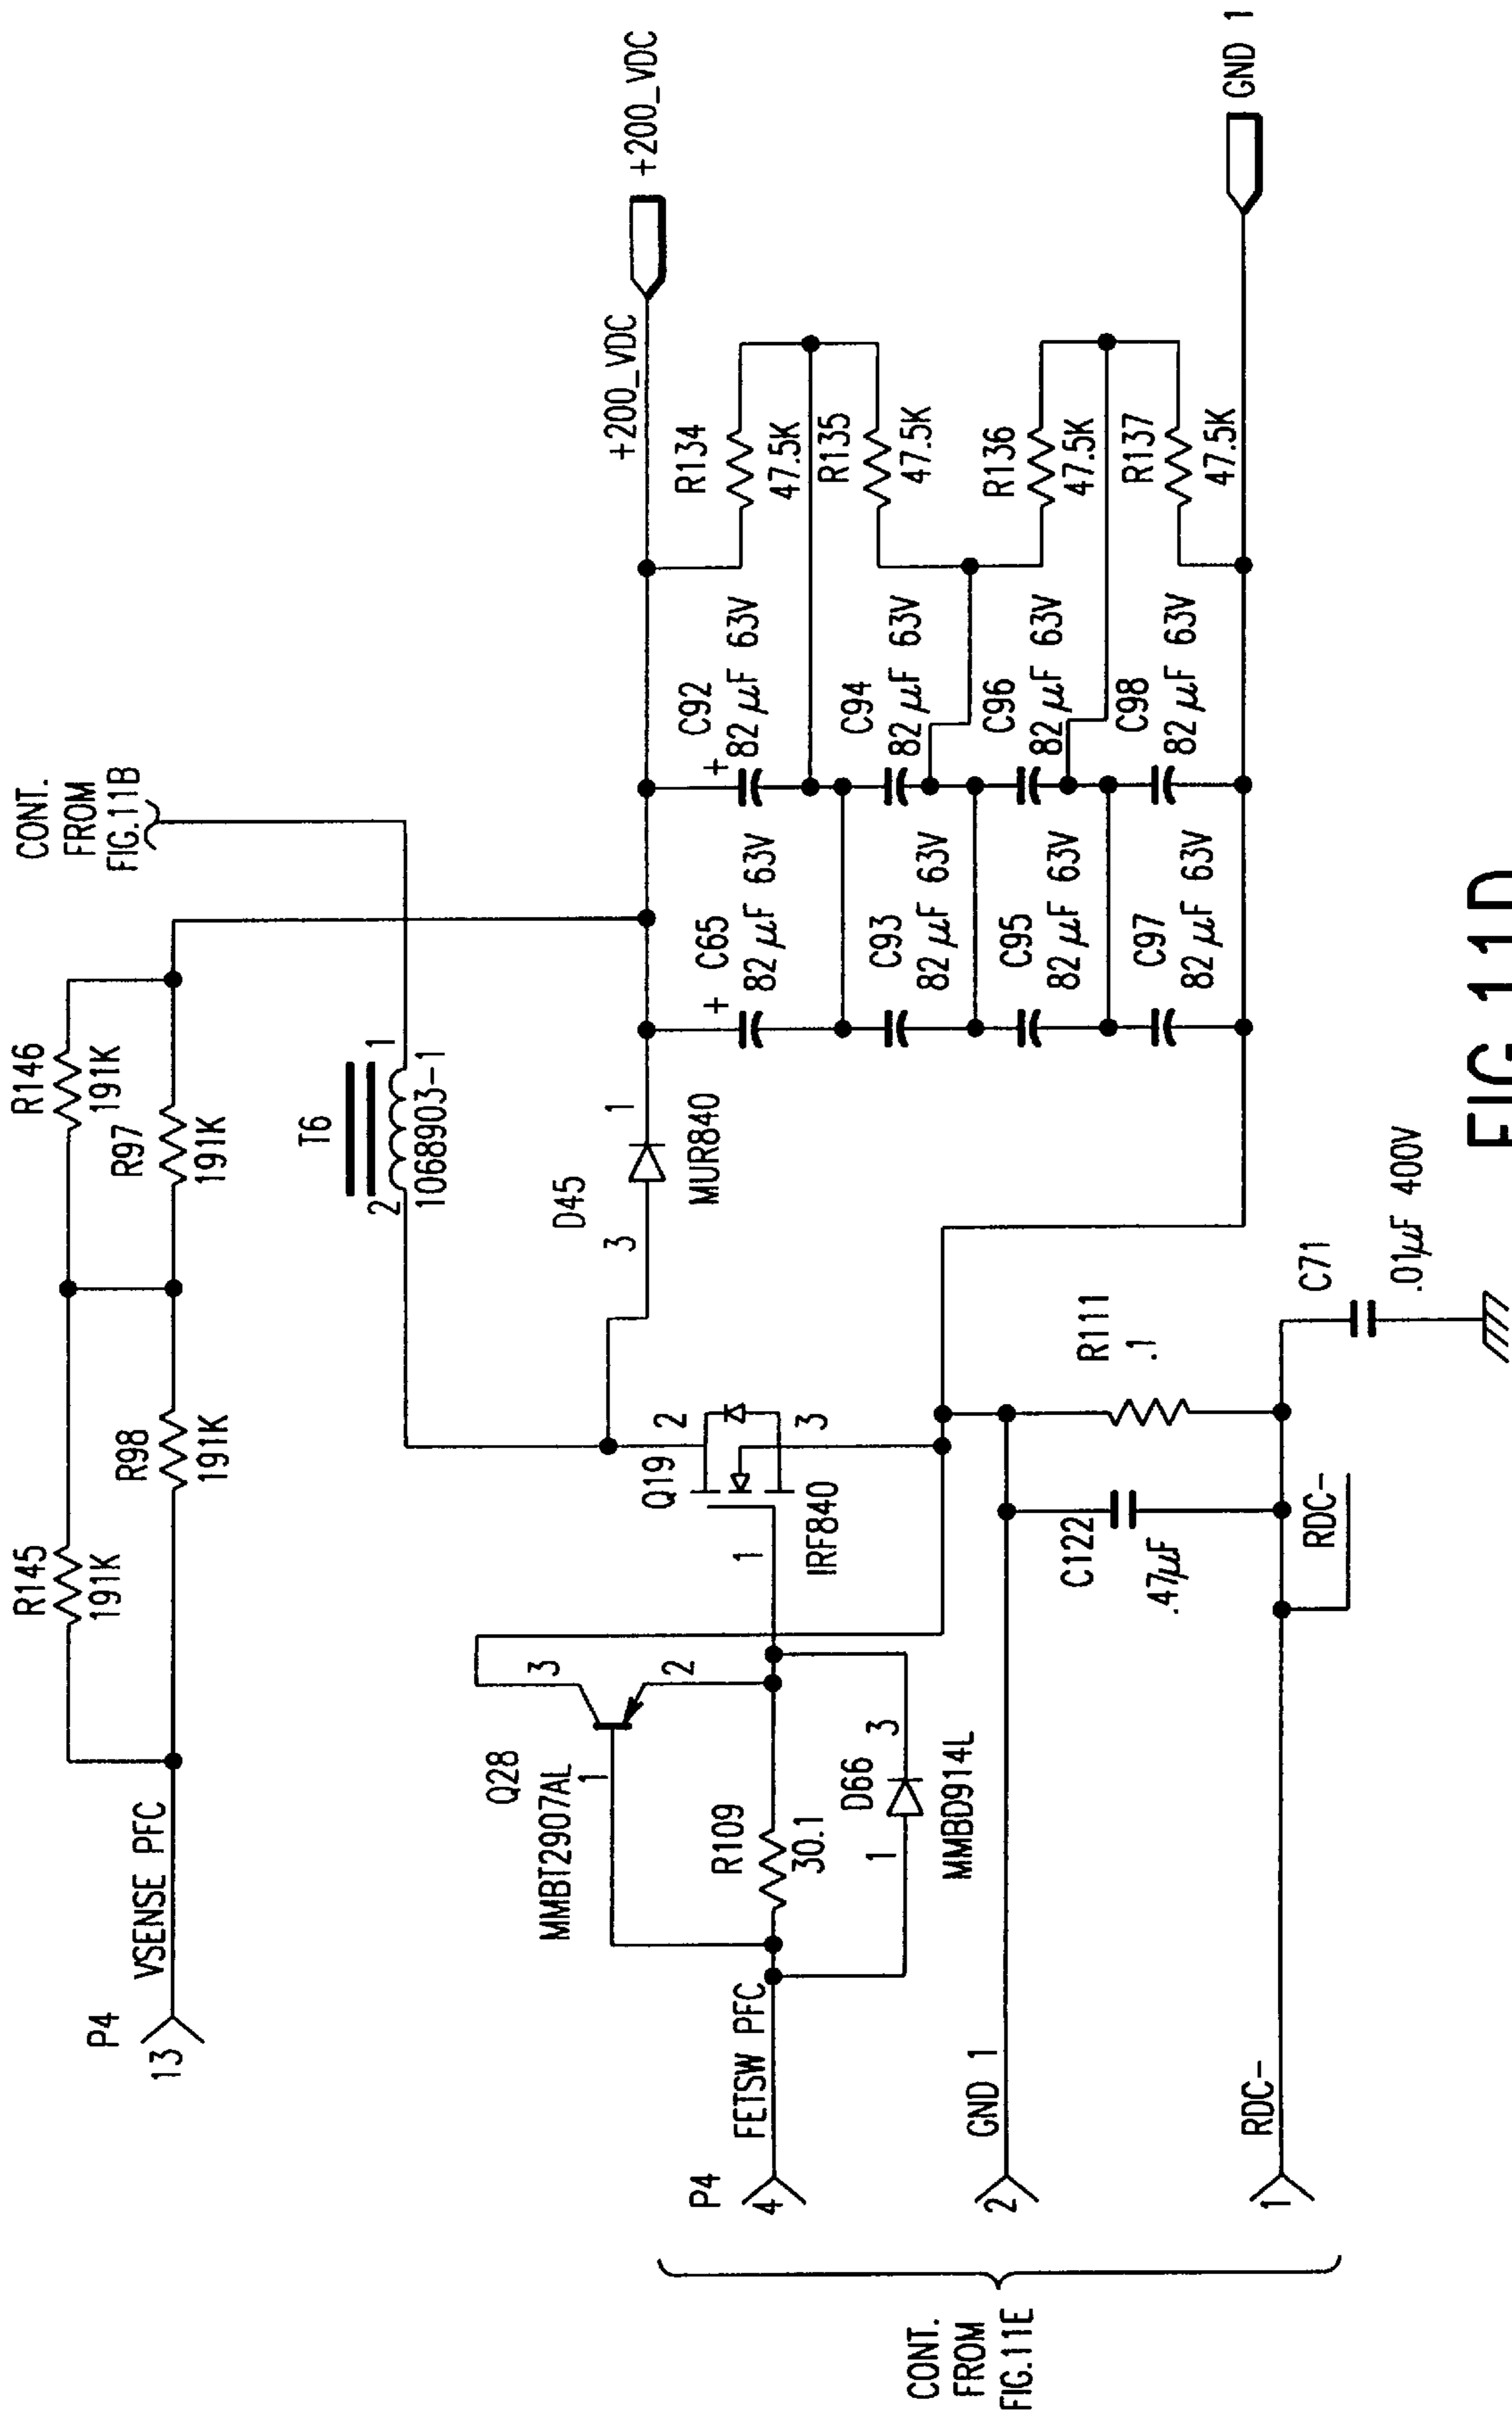 CONT.
FROM
FIG.11B
R145
191K
R146
191K
P4
13
VSENSE PFC
R98
191K
R97
191K
T6
2
1
1068903-1
Q28
MMBT2907AL
1
3
2
Q19
2
3
1
IRF840
D45
3
1
MUR840
+200_VDC
+200_VDC
P4
4
FETSW PFC
R109
30.1
D66
1
3
MMBD914L
+
C65
82 µF 63V
+
C92
82 µF 63V
R134
47.5K
C93
82 µF 63V
C94
82 µF 63V
R135
47.5K
C95
82 µF 63V
C96
82 µF 63V
R136
47.5K
C97
82 µF 63V
C98
82 µF 63V
R137
47.5K
GND 1
CONT.
FROM
FIG.11E
2
GND 1
C122
.47µF
R111
.1
1
RDC-
RDC-
C71
.01µF 400V
FIG.11D